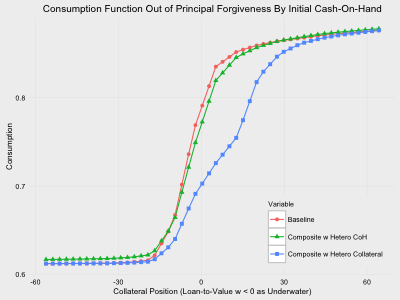 Consumption Function Out of Principal Forgiveness By Initial Cash-On-Hand
Consumption
0.8
0.7
0.6
-60
-30
0
30
60
Variable
Baseline
Composite w Hetero CoH
Composite w Hetero Collateral
Collateral Position (Loan-to-Value w < 0 as Underwater)